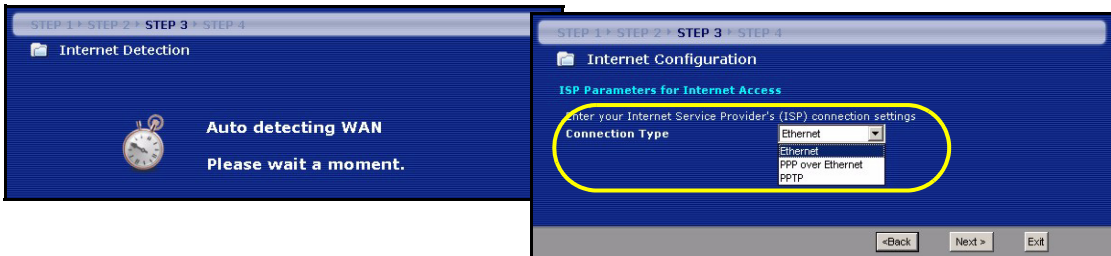 STEP 1 STEP 2 STEP 3 STEP 4
Internet Detection
Auto detecting WAN
Please wait a moment.
STEP 1 STEP 2 STEP 3 STEP 4
Internet Configuration
ISP Parameters for Internet Access
Enter your Internet Service Provider's (ISP) connection settings
Connection Type Ethernet
Ethernet
PPP over Ethernet
PPTP
<Back Next > Exit